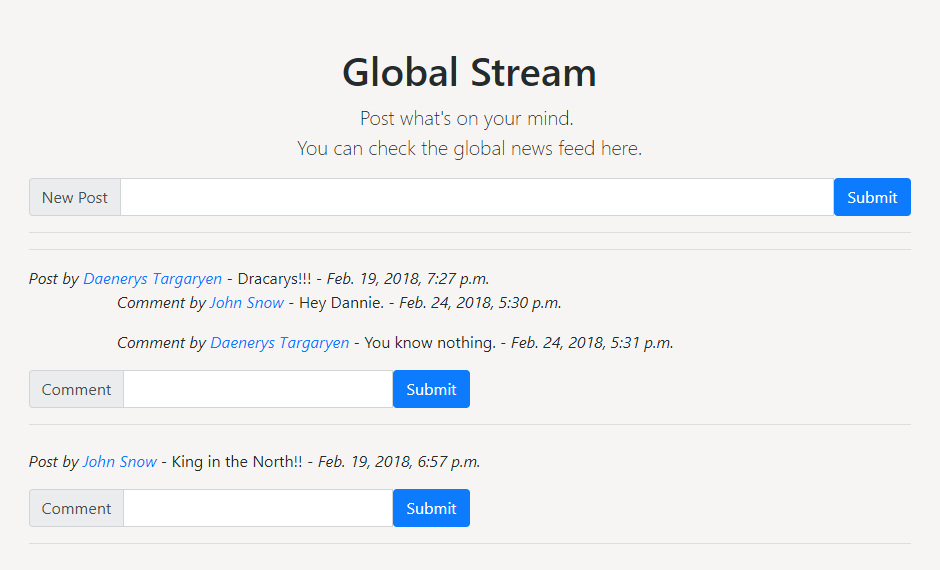 Global Stream
Post what's on your mind.
You can check the global news feed here.
New Post Submit
Post by Daenerys Targaryen - Dracarys!!! - Feb. 19, 2018, 7:27 p.m.
Comment by John Snow - Hey Dannie. - Feb. 24, 2018, 5:30 p.m.
Comment by Daenerys Targaryen - You know nothing. - Feb. 24, 2018, 5:31 p.m.
Comment Submit
Post by John Snow - King in the North!! - Feb. 19, 2018, 6:57 p.m.
Comment Submit